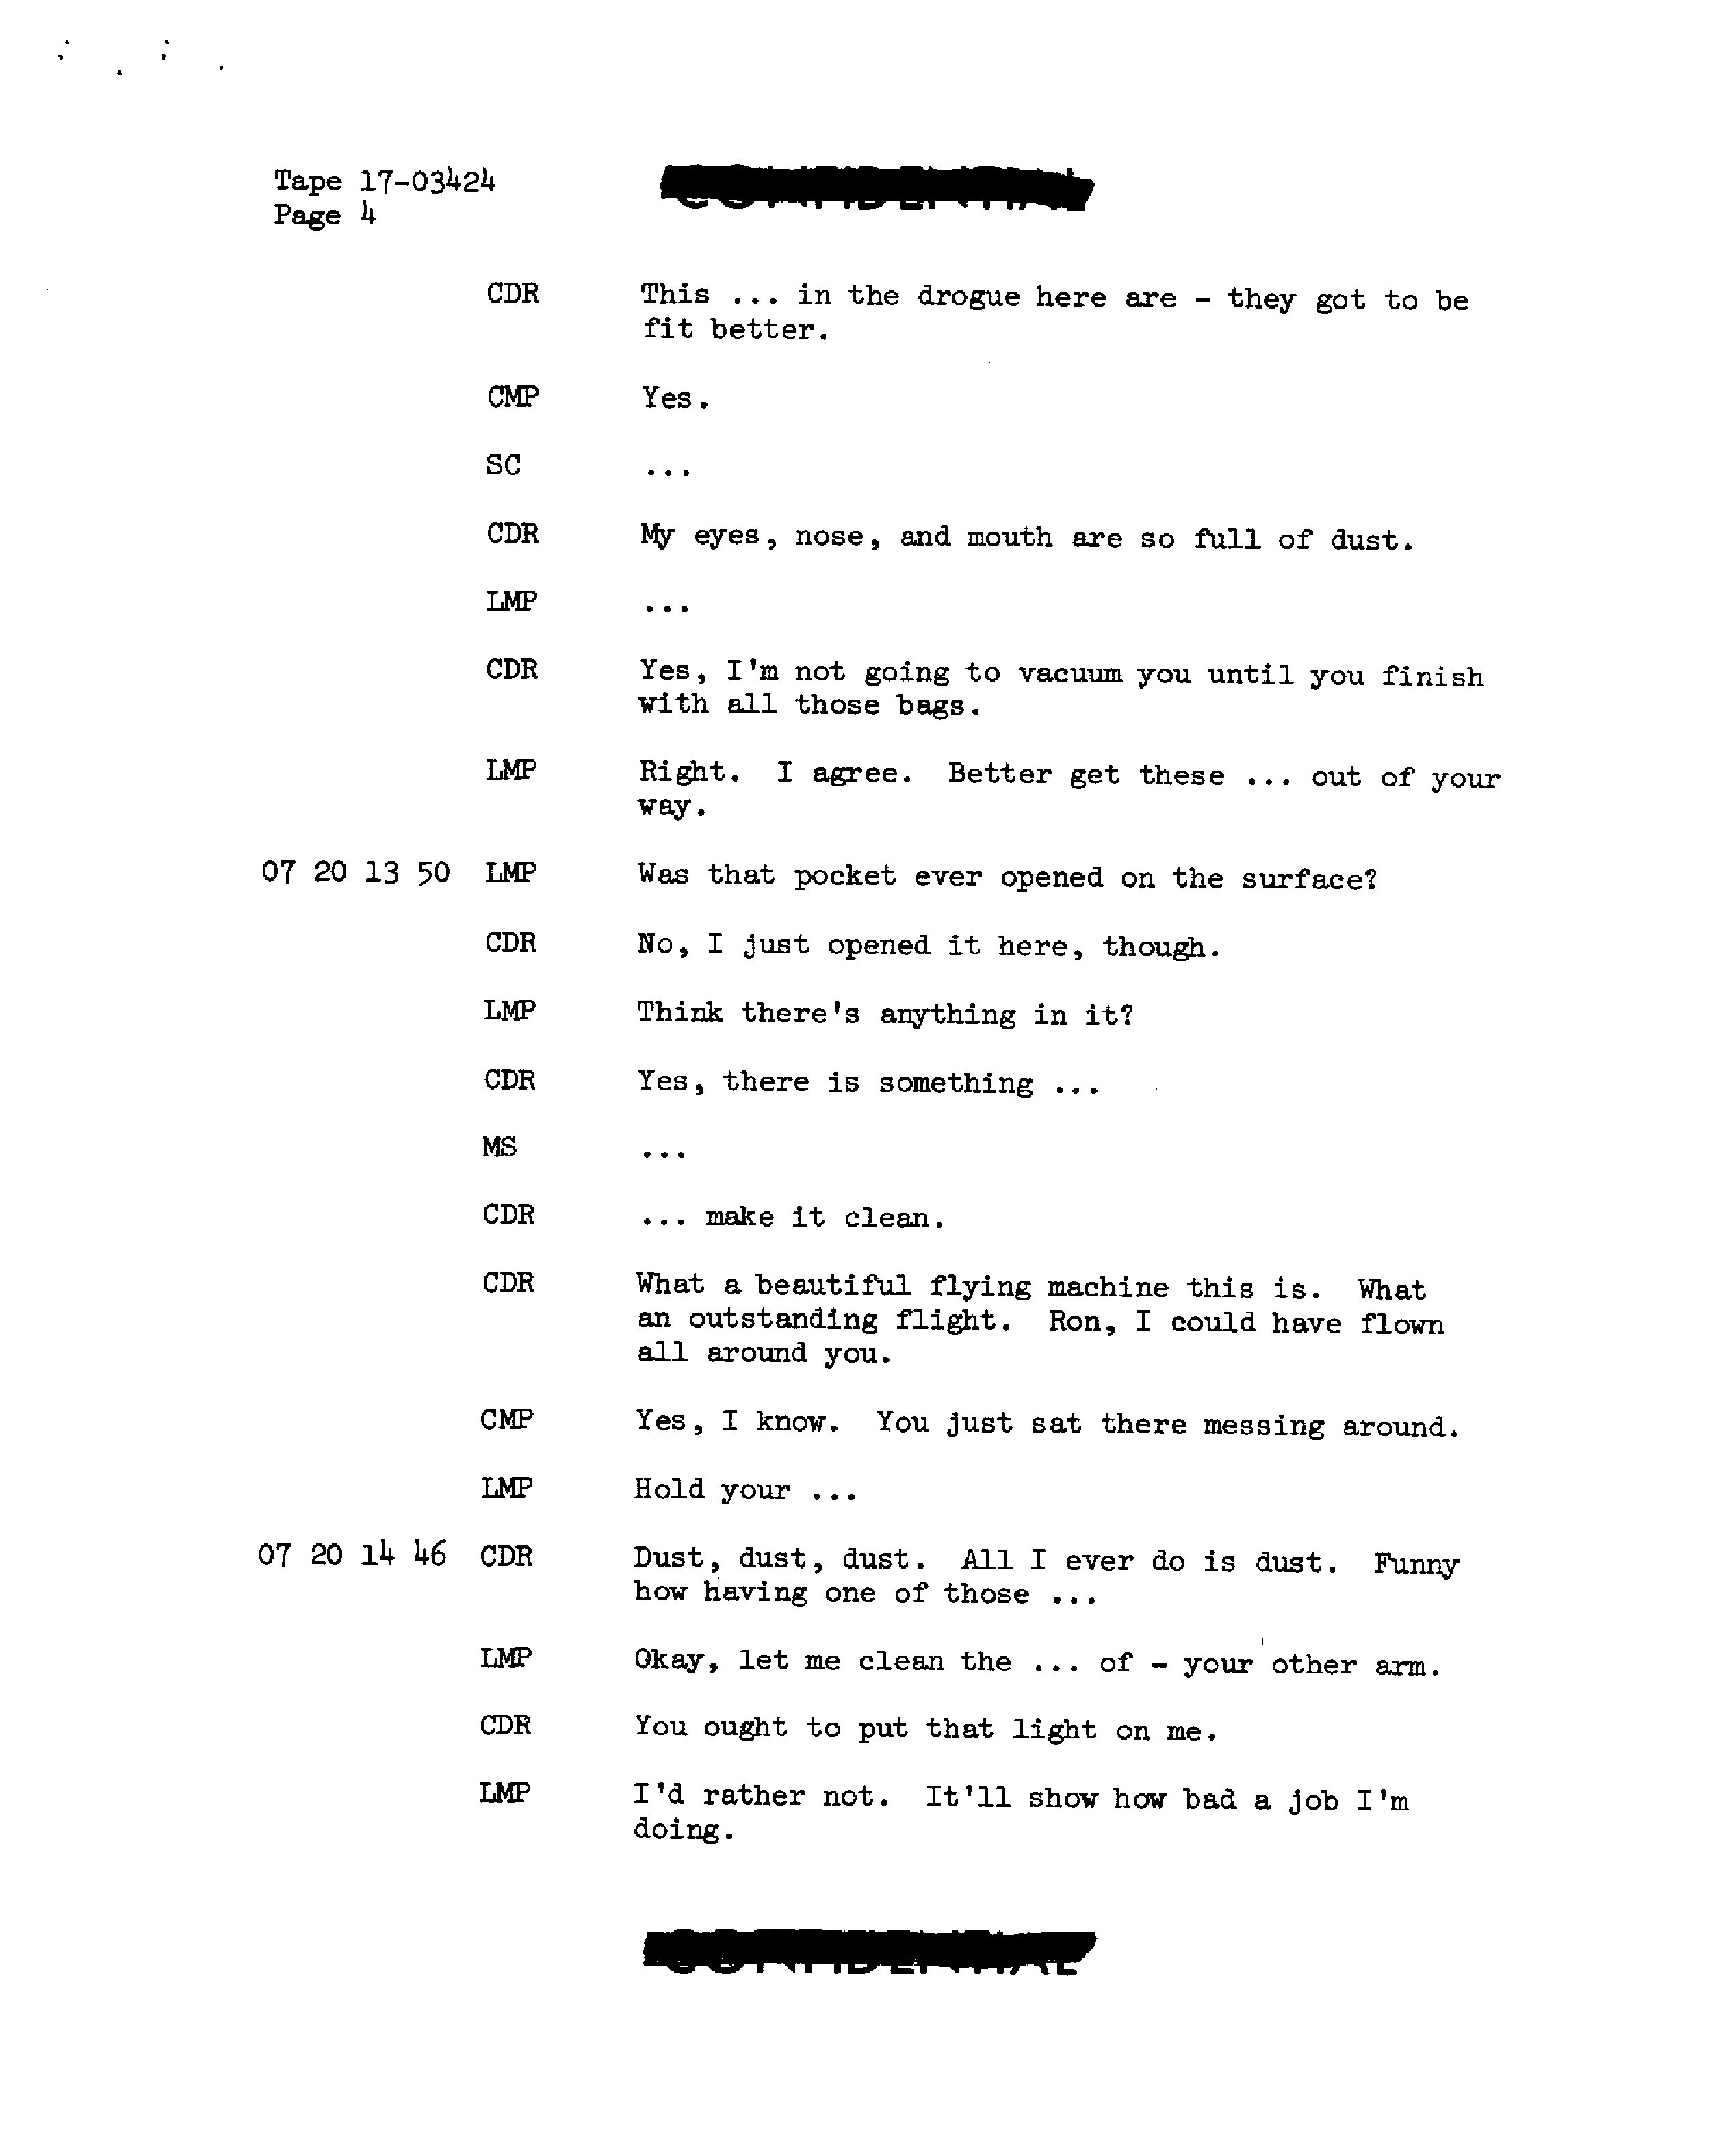 Tape 17-03424
Page 4
CONFIDENTIAL
CDR This ... in the drogue here are - they got to be
fit better.
CMP Yes.
SC ...
CDR My eyes, nose, and mouth are so full of dust.
LMP ...
CDR Yes, I'm not going to vacuum you until you finish
with all those bags.
LMP Right. I agree. Better get these ... out of your
way.
07 20 13 50 LMP Was that pocket ever opened on the surface?
CDR No, I just opened it here, though.
LMP Think there's anything in it?
CDR Yes, there is something ...
MS ...
CDR ... make it clean.
CDR What a beautiful flying machine this is. What
an outstanding flight. Ron, I could have flown
all around you.
CMP Yes, I know. You just sat there messing around.
LMP Hold your ...
07 20 14 46 CDR Dust, dust, dust. All I ever do is dust. Funny
how having one of those ...
LMP Okay, let me clean the ... of - your other arm.
CDR You ought to put that light on me.
LMP I'd rather not. It'll show how bad a job I'm
doing.
CONFIDENTIAL